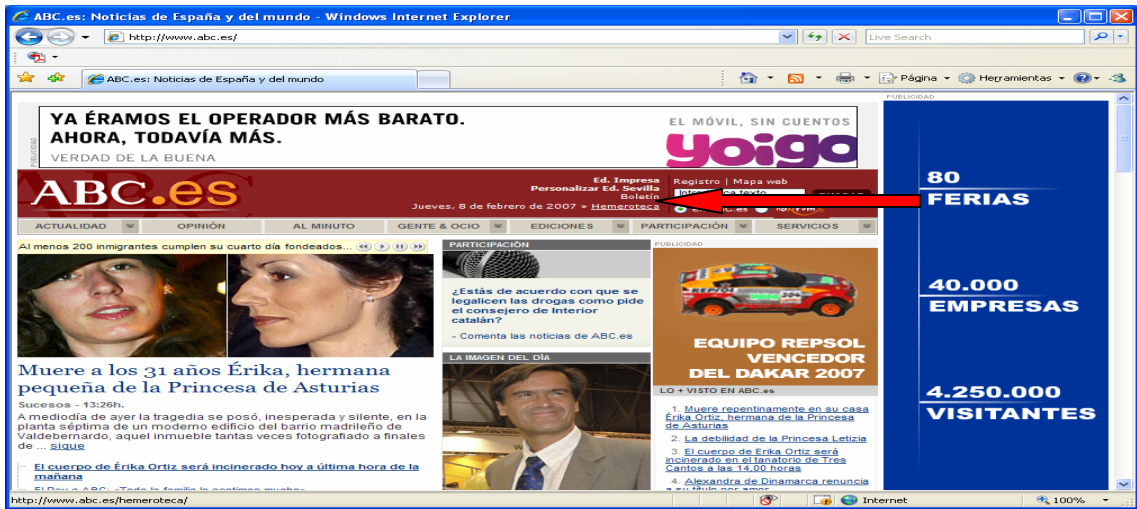 ABC.es: Noticias de España y del mundo - Windows Internet Explorer
http://www.abc.es/
Live Search
ABC.es: Noticias de España y del mundo
Página
Herramientas
PUBLICIDAD
YA ÉRAMOS EL OPERADOR MÁS BARATO.
AHORA, TODAVÍA MÁS.
VERDAD DE LA BUENA
PUBLICIDAD
EL MÓVIL, SIN CUENTOS
yoigo
ABC.es
Ed. Impresa
Personalizar Ed. Sevilla
Boletín
Jueves, 8 de febrero de 2007 » Hemeroteca
Registro | Mapa web
ACTUALIDAD
OPINIÓN
AL MINUTO
GENTE & OCIO
EDICIONES
PARTICIPACIÓN
SERVICIOS
Al menos 200 inmigrantes cumplen su cuarto día fondeados...
Muere a los 31 años Érika, hermana
pequeña de la Princesa de Asturias
Sucesos - 13:26h.
A mediodía de ayer la tragedia se posó, inesperada y silente, en la
planta séptima de un moderno edificio del barrio madrileño de
Valdebernardo, aquel inmueble tantas veces fotografiado a finales
de ... sigue
El cuerpo de Érika Ortiz será incinerado hoy a última hora de la
mañana
PARTICIPACIÓN
¿Estás de acuerdo con que se
legalicen las drogas como pide
el consejero de Interior
catalán?
- Comenta las noticias de ABC.es
LA IMAGEN DEL DÍA
PUBLICIDAD
REPSOL
304
EQUIPO REPSOL
VENCEDOR
DEL DAKAR 2007
LO + VISTO EN ABC.es
1. Muere repentinamente en su casa
Érika Ortiz, hermana de la Princesa
de Asturias
2. La debilidad de la Princesa Letizia
3. El cuerpo de Erika Ortiz será
incinerado en el tanatorio de Tres
Cantos a las 14,00 horas
4. Alexandra de Dinamarca renuncia
a su título por amor
80
FERIAS
40.000
EMPRESAS
4.250.000
VISITANTES
http://www.abc.es/hemeroteca/
Internet
100%